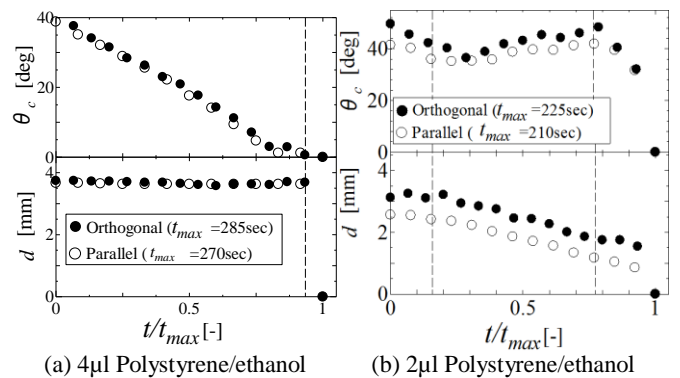 40
20
0
θc [deg]
4
2
0
d [mm]
● Orthogonal (tmax =285sec)
○ Parallel ( tmax =270sec)
0 0.5 1
t/tmax [-]
(a) 4µl Polystyrene/ethanol
40
20
0
θc [deg]
● Orthogonal (tmax =225sec)
○ Parallel ( tmax =210sec)
4
2
0
d [mm]
0 0.5 1
t/tmax [-]
(b) 2µl Polystyrene/ethanol